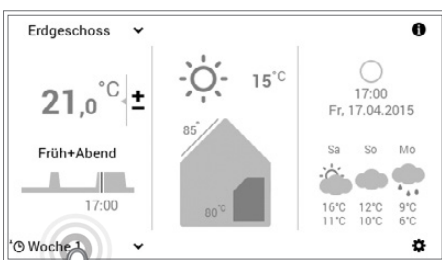 Erdgeschoss
21,0 °C ±
Früh+Abend
17:00
Woche 1
15°C
85°
00°C
17:00
Fr, 17.04.2015
Sa So Mo
16°C 12°C 9°C
11°C 10°C 6°C